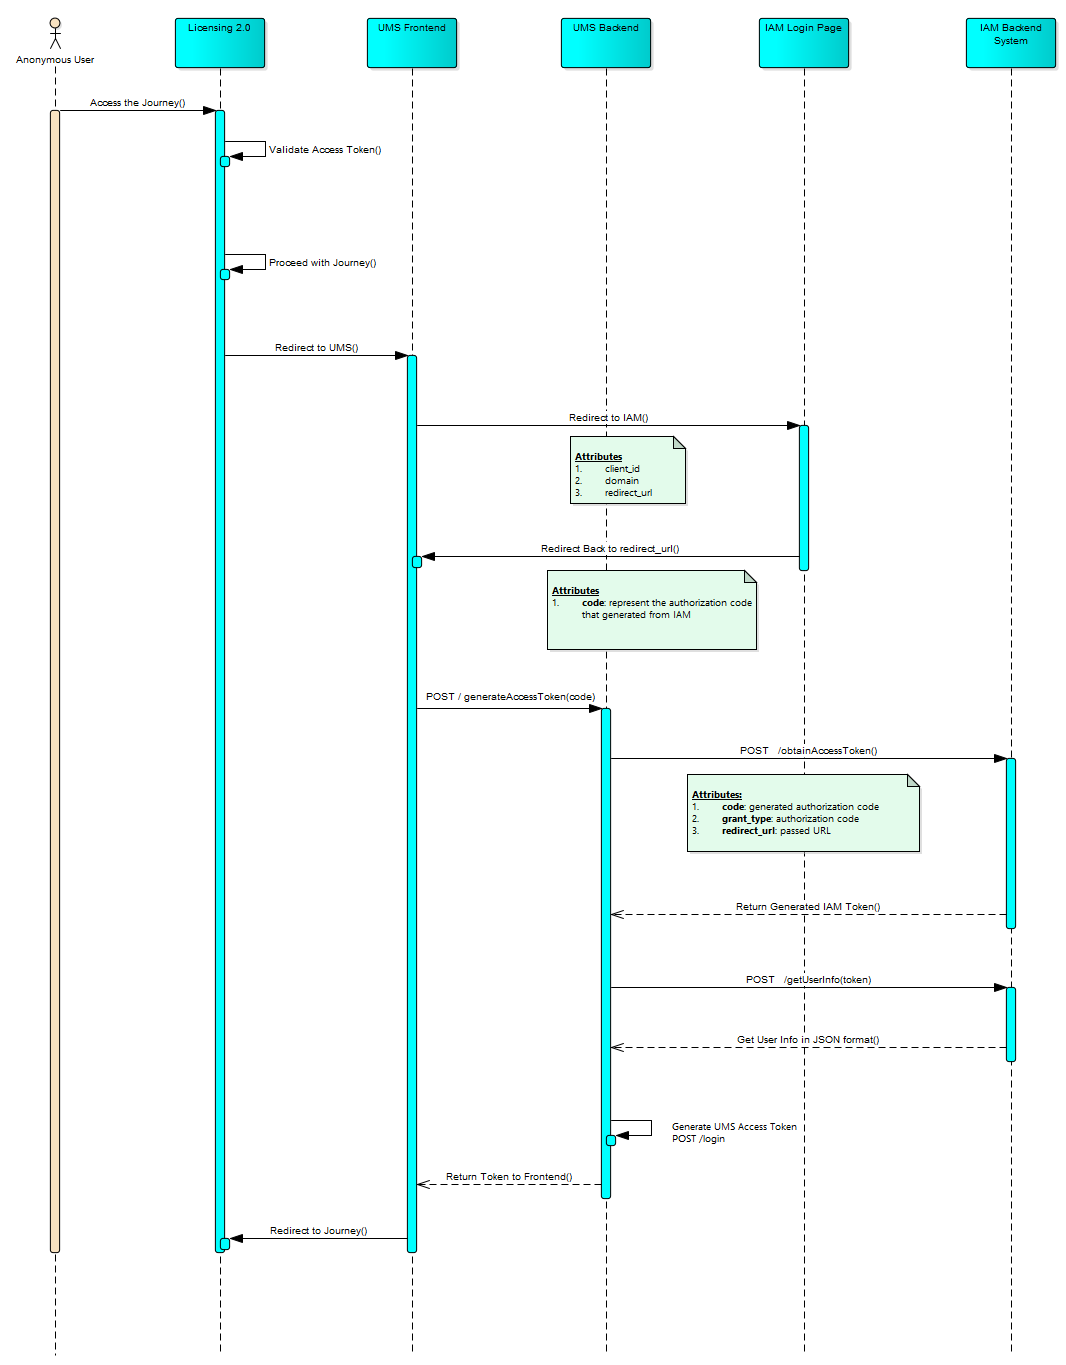 Anonymous User
Licensing 2.0
UMS Frontend
UMS Backend
IAM Login Page
IAM Backend
System
Access the Journey()
Validate Access Token()
Proceed with Journey()
Redirect to UMS()
Redirect to IAM()
Attributes
1. client_id
2. domain
3. redirect_url
Redirect Back to redirect_url()
Attributes
1. code: represent the authorization code
that generated from IAM
POST / generateAccessToken(code)
POST /obtainAccessToken()
Attributes:
1. code: generated authorization code
2. grant_type: authorization code
3. redirect_url: passed URL
Return Generated IAM Token()
POST /getUserInfo(token)
Get User Info in JSON format()
Generate UMS Access Token
POST /login
Return Token to Frontend()
Redirect to Journey()